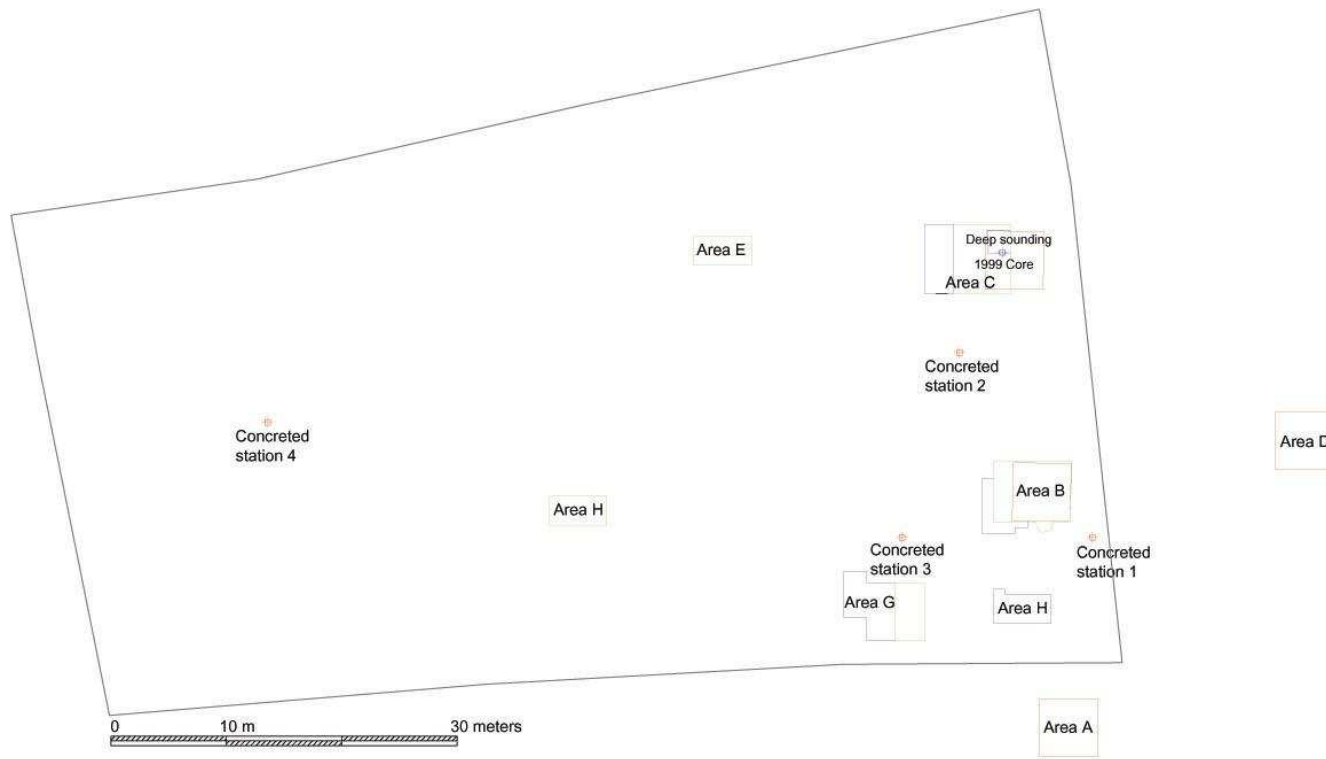 Deep sounding
Area E
1999 Core
Area C
Concreted
station 2
Concreted
station 4
Area D
Area B
Area H
Concreted
station 3
Concreted
station 1
Area G
Area H
0 10 m 30 meters
Area A